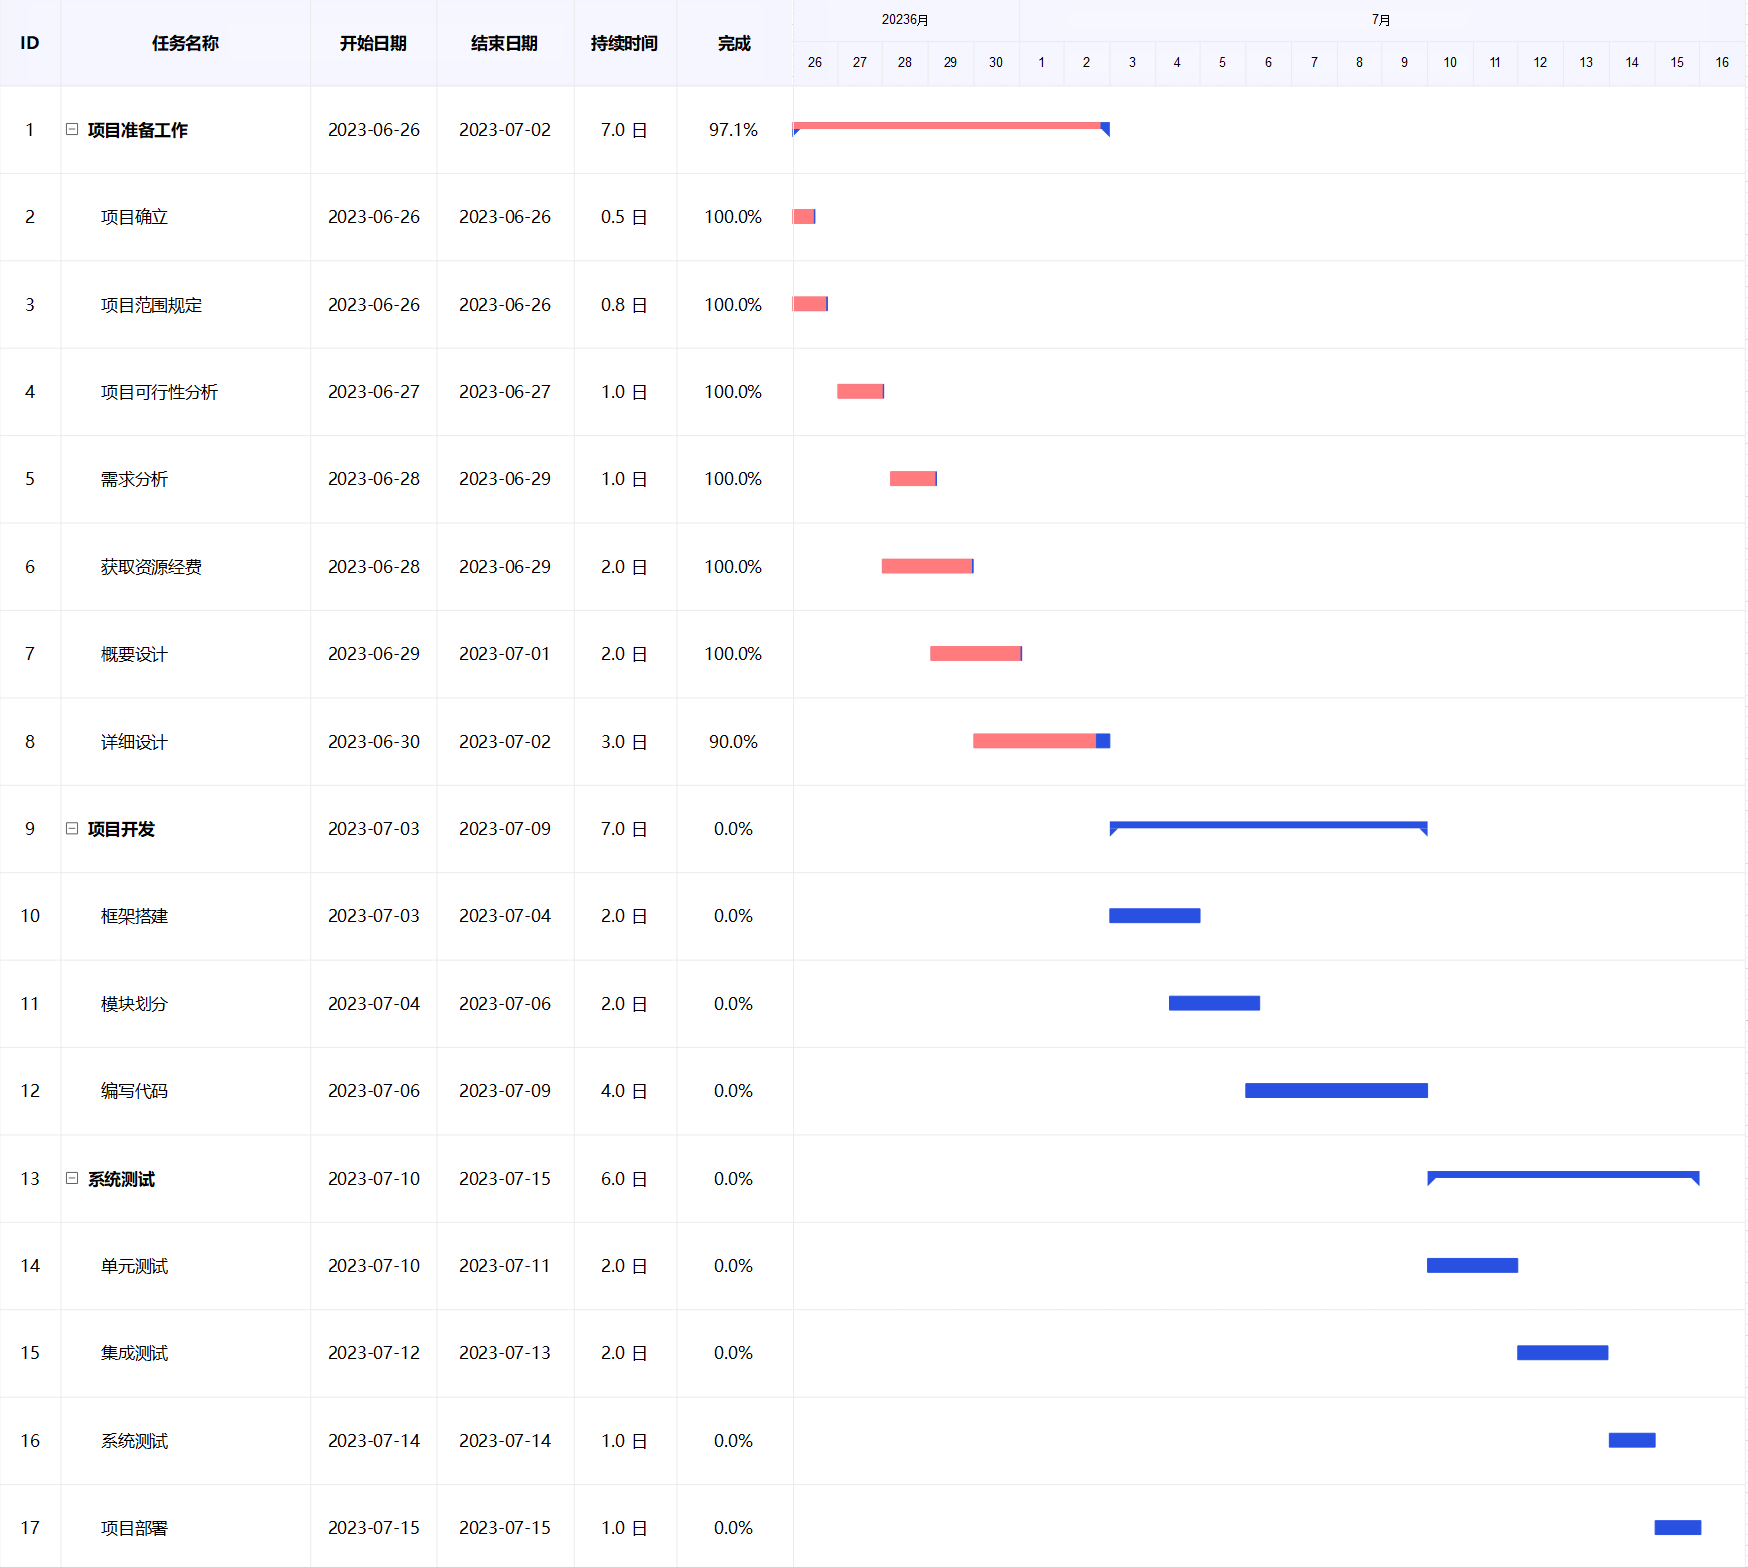 ID 任务名称 开始日期 结束日期 持续时间 完成 20236月 7月
26 27 28 29 30 1 2 3 4 5 6 7 8 9 10 11 12 13 14 15 16
1 项目准备工作 2023-06-26 2023-07-02 7.0 日 97.1%
2 项目确立 2023-06-26 2023-06-26 0.5 日 100.0%
3 项目范围规定 2023-06-26 2023-06-26 0.8 日 100.0%
4 项目可行性分析 2023-06-27 2023-06-27 1.0 日 100.0%
5 需求分析 2023-06-28 2023-06-29 1.0 日 100.0%
6 获取资源经费 2023-06-28 2023-06-29 2.0 日 100.0%
7 概要设计 2023-06-29 2023-07-01 2.0 日 100.0%
8 详细设计 2023-06-30 2023-07-02 3.0 日 90.0%
9 项目开发 2023-07-03 2023-07-09 7.0 日 0.0%
10 框架搭建 2023-07-03 2023-07-04 2.0 日 0.0%
11 模块划分 2023-07-04 2023-07-06 2.0 日 0.0%
12 编写代码 2023-07-06 2023-07-09 4.0 日 0.0%
13 系统测试 2023-07-10 2023-07-15 6.0 日 0.0%
14 单元测试 2023-07-10 2023-07-11 2.0 日 0.0%
15 集成测试 2023-07-12 2023-07-13 2.0 日 0.0%
16 系统测试 2023-07-14 2023-07-14 1.0 日 0.0%
17 项目部署 2023-07-15 2023-07-15 1.0 日 0.0%